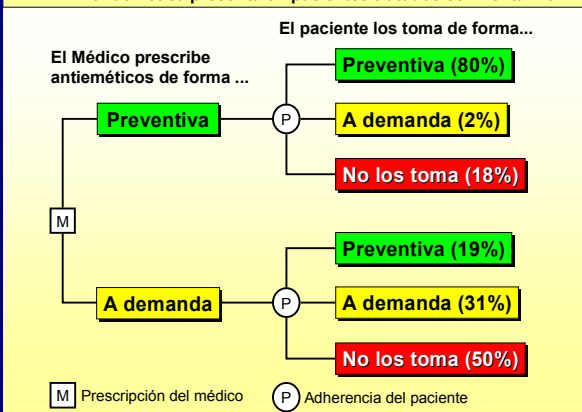 El paciente los toma de forma...
El Médico prescribe
antieméticos de forma ...
Preventiva (80%)
Preventiva
P
A demanda (2%)
No los toma (18%)
M
Preventiva (19%)
A demanda
P
A demanda (31%)
No los toma (50%)
M Prescripción del médico
P Adherencia del paciente